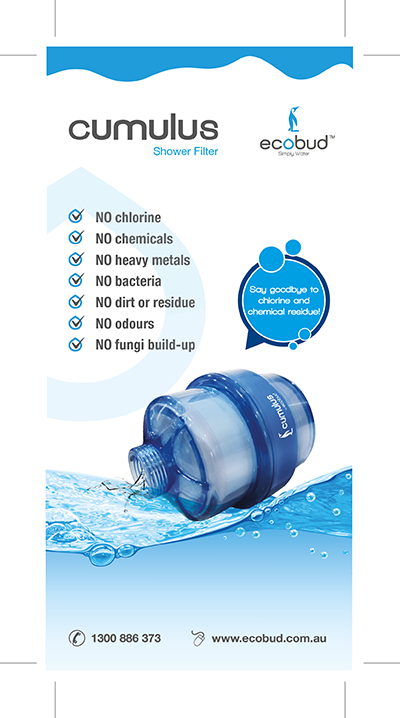 cumulus
Shower Filter
ecobud™
Simply Water
NO chlorine
NO chemicals
NO heavy metals
NO bacteria
NO dirt or residue
NO odours
NO fungi build-up
Say goodbye to
chlorine and
chemical residue!
cumulus
1300 886 373
www.ecobud.com.au